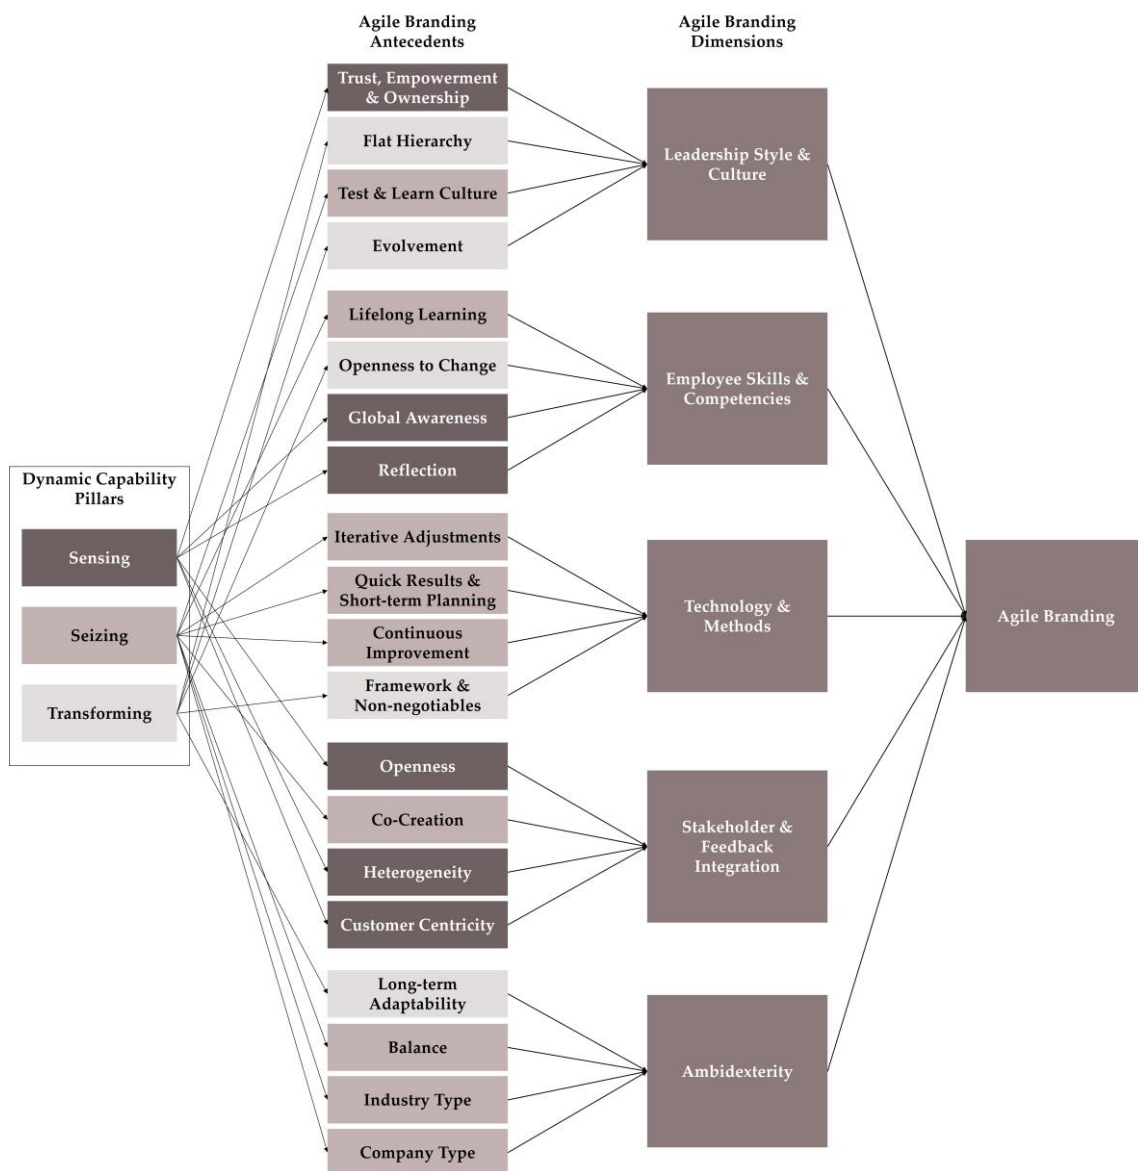 Agile Branding
Antecedents
Agile Branding
Dimensions
Trust, Empowerment
& Ownership
Flat Hierarchy
Test & Learn Culture
Evolvement
Leadership Style &
Culture
Lifelong Learning
Openness to Change
Global Awareness
Reflection
Employee Skills &
Competencies
Dynamic Capability
Pillars
Sensing
Seizing
Transforming
Iterative Adjustments
Quick Results &
Short-term Planning
Continuous
Improvement
Framework &
Non-negotiables
Technology &
Methods
Agile Branding
Openness
Co-Creation
Heterogeneity
Customer Centricity
Stakeholder &
Feedback
Integration
Long-term
Adaptability
Balance
Industry Type
Company Type
Ambidexterity